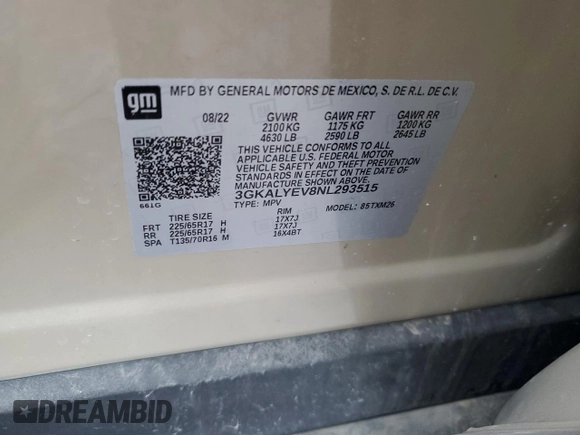 gm
MFD BY GENERAL MOTORS DE MEXICO, S. DE R.L. DE C.V.
08/22 GVWR GAWR FRT GAWR RR
2100 KG 1175 KG 1200 KG
4630 LB 2590 LB 2645 LB
THIS VEHICLE CONFORMS TO ALL
APPLICABLE U.S. FEDERAL MOTOR
VEHICLE SAFETY AND THEFT PREVENTION
STANDARDS IN EFFECT ON THE DATE OF
MANUFACTURE SHOWN ABOVE.
3GKALYEV8NL293515
661G TYPE: MPV MODEL: 85TXM26
TIRE SIZE RIM
FRT 225/65R17 H 17X7J
RR 225/65R17 H 17X7J
SPA T135/70R16 M 16X4BT
DREAMBID